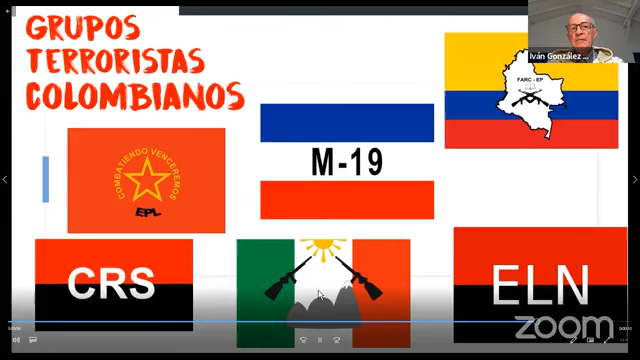 GRUPOS
TERRORISTAS
COLOMBIANOS
Iván González ...
FARC - EP
COMBATIENDO VENCEREMOS
EPL
M-19
CRS
ELN
zoom